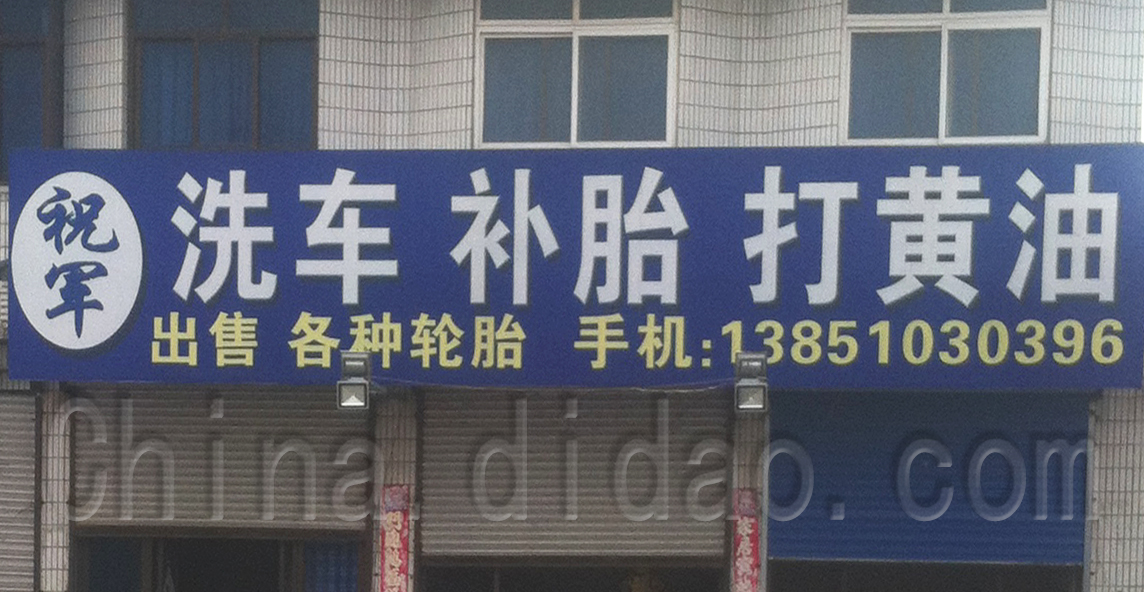 祝军
洗车 补胎 打黄油
出售 各种轮胎 手机:13851030396
China.didao.com